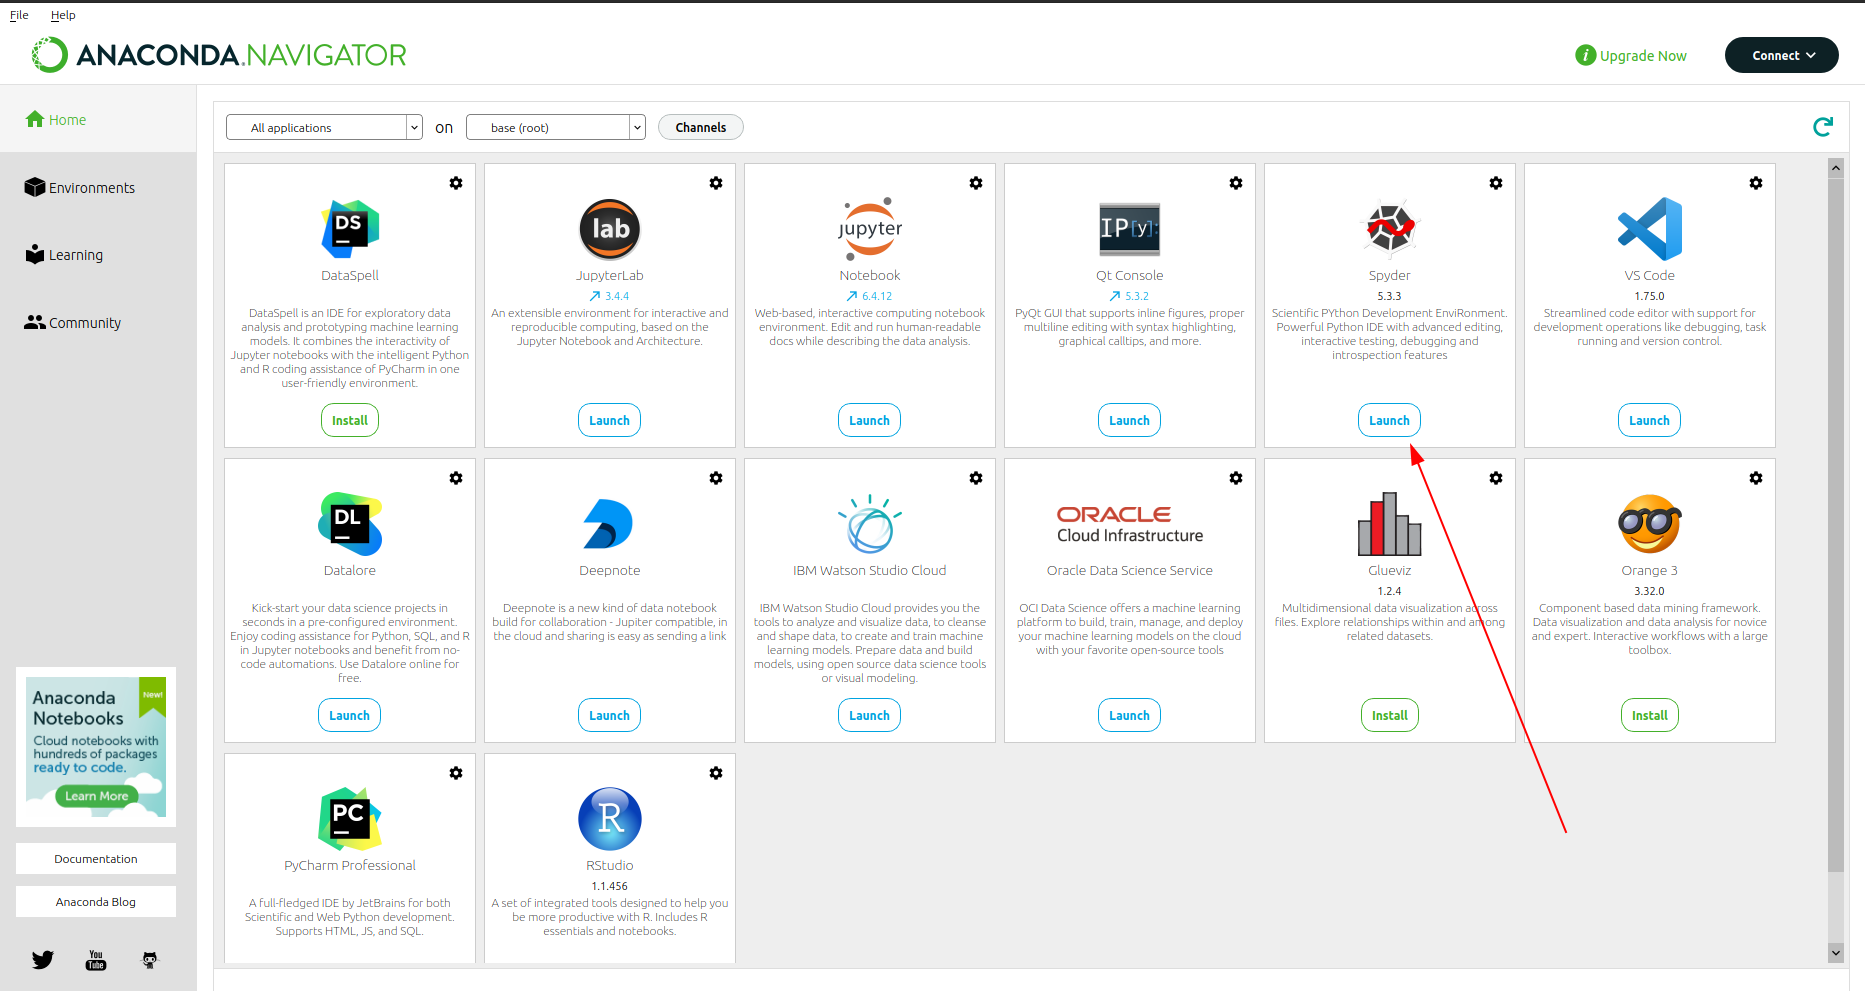 File Help
ANACONDA.NAVIGATOR
Upgrade Now
Connect
Home
Environments
Learning
Community
All applications on base (root) Channels
DS
DataSpell
DataSpell is an IDE for exploratory data
analysis and prototyping machine learning
models. It combines the interactivity of
Jupyter notebooks with the intelligent Python
and R coding assistance of PyCharm in one
user-friendly environment.
Install
lab
JupyterLab
3.4.4
An extensible environment for interactive and
reproducible computing, based on the
Jupyter Notebook and Architecture.
Launch
jupyter
Notebook
6.4.12
Web-based, interactive computing notebook
environment. Edit and run human-readable
docs while describing the data analysis.
Launch
IP[y]:
Qt Console
5.3.2
PyQt GUI that supports inline figures, proper
multiline editing with syntax highlighting,
graphical calltips, and more.
Launch
Spyder
5.3.3
Scientific PYthon Development EnviRonment.
Powerful Python IDE with advanced editing,
interactive testing, debugging and
introspection features
Launch
VS Code
1.75.0
Streamlined code editor with support for
development operations like debugging, task
running and version control.
Launch
DL
Datalore
Kick-start your data science projects in
seconds in a pre-configured environment.
Enjoy coding assistance for Python, SQL, and R
in Jupyter notebooks and benefit from no-
code automations. Use Datalore online for
free.
Launch
Deepnote
Deepnote is a new kind of data notebook
build for collaboration - Jupiter compatible, in
the cloud and sharing is easy as sending a link
Launch
IBM Watson Studio Cloud
IBM Watson Studio Cloud provides you the
tools to analyze and visualize data, to cleanse
and shape data, to create and train machine
learning models. Prepare data and build
models, using open source data science tools
or visual modeling.
Launch
ORACLE
Cloud Infrastructure
Oracle Data Science Service
OCI Data Science offers a machine learning
platform to build, train, manage, and deploy
your machine learning models on the cloud
with your favorite open-source tools
Launch
Glueviz
1.2.4
Multidimensional data visualization across
files. Explore relationships within and among
related datasets.
Install
Orange 3
3.32.0
Component based data mining framework.
Data visualization and data analysis for novice
and expert. Interactive workflows with a large
toolbox.
Install
PC
PyCharm Professional
A full-fledged IDE by JetBrains for both
Scientific and Web Python development.
Supports HTML, JS, and SQL.
R
RStudio
1.1.456
A set of integrated tools designed to help you
be more productive with R. Includes R
essentials and notebooks.
Anaconda
Notebooks
New!
Cloud notebooks with
hundreds of packages
ready to code.
Learn More
Documentation
Anaconda Blog
You
Tube